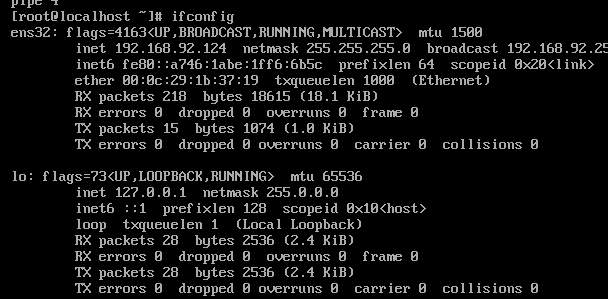 pipe 4
[root@localhost ~]# ifconfig
ens32: flags=4163<UP,BROADCAST,RUNNING,MULTICAST>  mtu 1500
inet 192.168.92.124  netmask 255.255.255.0  broadcast 192.168.92.25
inet6 fe80::a746:1abe:1ff6:6b5c  prefixlen 64  scopeid 0x20<link>
ether 00:0c:29:1b:37:19  txqueuelen 1000  (Ethernet)
RX packets 218  bytes 18615 (18.1 KiB)
RX errors 0  dropped 0  overruns 0  frame 0
TX packets 15  bytes 1074 (1.0 KiB)
TX errors 0  dropped 0 overruns 0  carrier 0  collisions 0
lo: flags=73<UP,LOOPBACK,RUNNING>  mtu 65536
inet 127.0.0.1  netmask 255.0.0.0
inet6 ::1  prefixlen 128  scopeid 0x10<host>
loop  txqueuelen 1  (Local Loopback)
RX packets 28  bytes 2536 (2.4 KiB)
RX errors 0  dropped 0  overruns 0  frame 0
TX packets 28  bytes 2536 (2.4 KiB)
TX errors 0  dropped 0 overruns 0  carrier 0  collisions 0